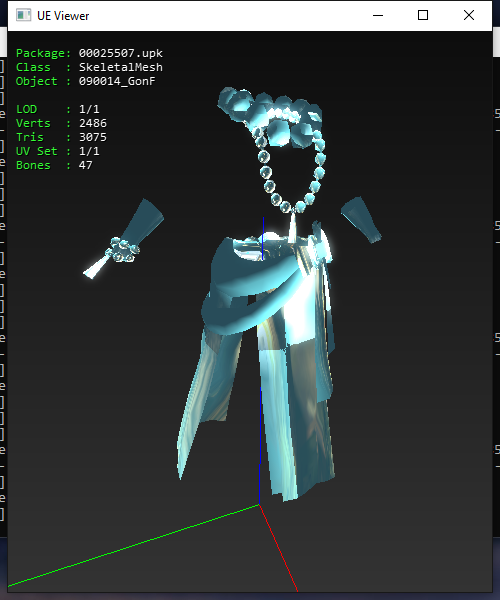 UE Viewer
Package: 00025507.upk
Class  : SkeletalMesh
Object : 090014_GonF
LOD    : 1/1
Verts  : 2486
Tris   : 3075
UV Set : 1/1
Bones  : 47